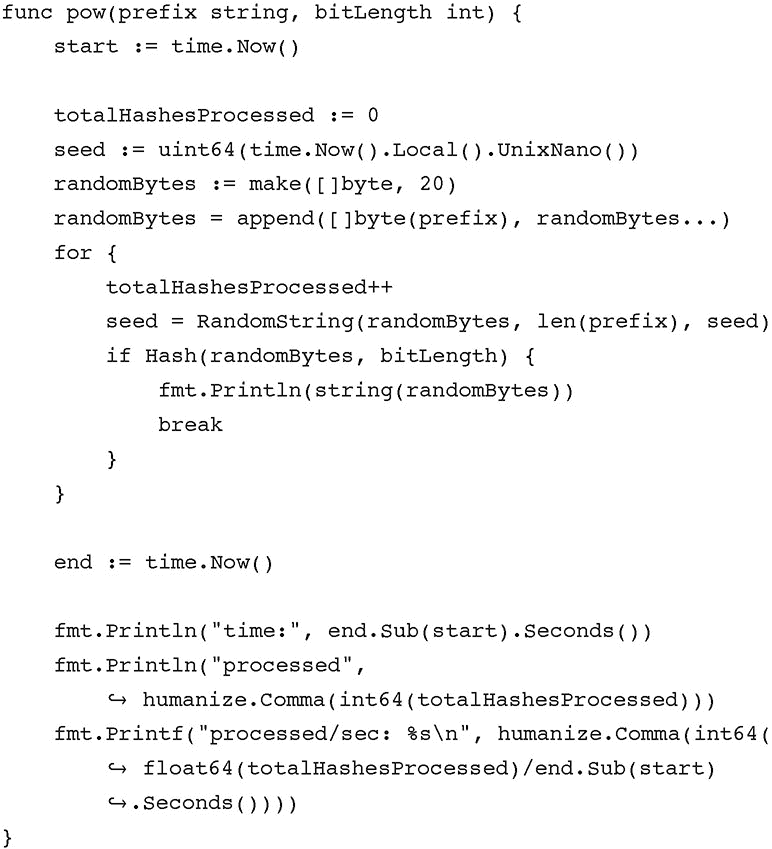 func pow(prefix string, bitLength int) {
    start := time.Now()

    totalHashesProcessed := 0
    seed := uint64(time.Now().Local().UnixNano())
    randomBytes := make([]byte, 20)
    randomBytes = append([]byte(prefix), randomBytes...)
    for {
        totalHashesProcessed++
        seed = RandomString(randomBytes, len(prefix), seed)
        if Hash(randomBytes, bitLength) {
            fmt.Println(string(randomBytes))
            break
        }
    }

    end := time.Now()

    fmt.Println("time:", end.Sub(start).Seconds())
    fmt.Println("processed",
        ↪ humanize.Comma(int64(totalHashesProcessed)))
    fmt.Printf("processed/sec: %s\n", humanize.Comma(int64(
        ↪ float64(totalHashesProcessed)/end.Sub(start)
        ↪.Seconds())))
}